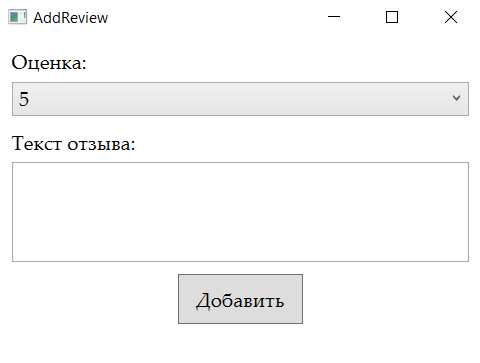 AddReview
Оценка:
5
Текст отзыва:
Добавить